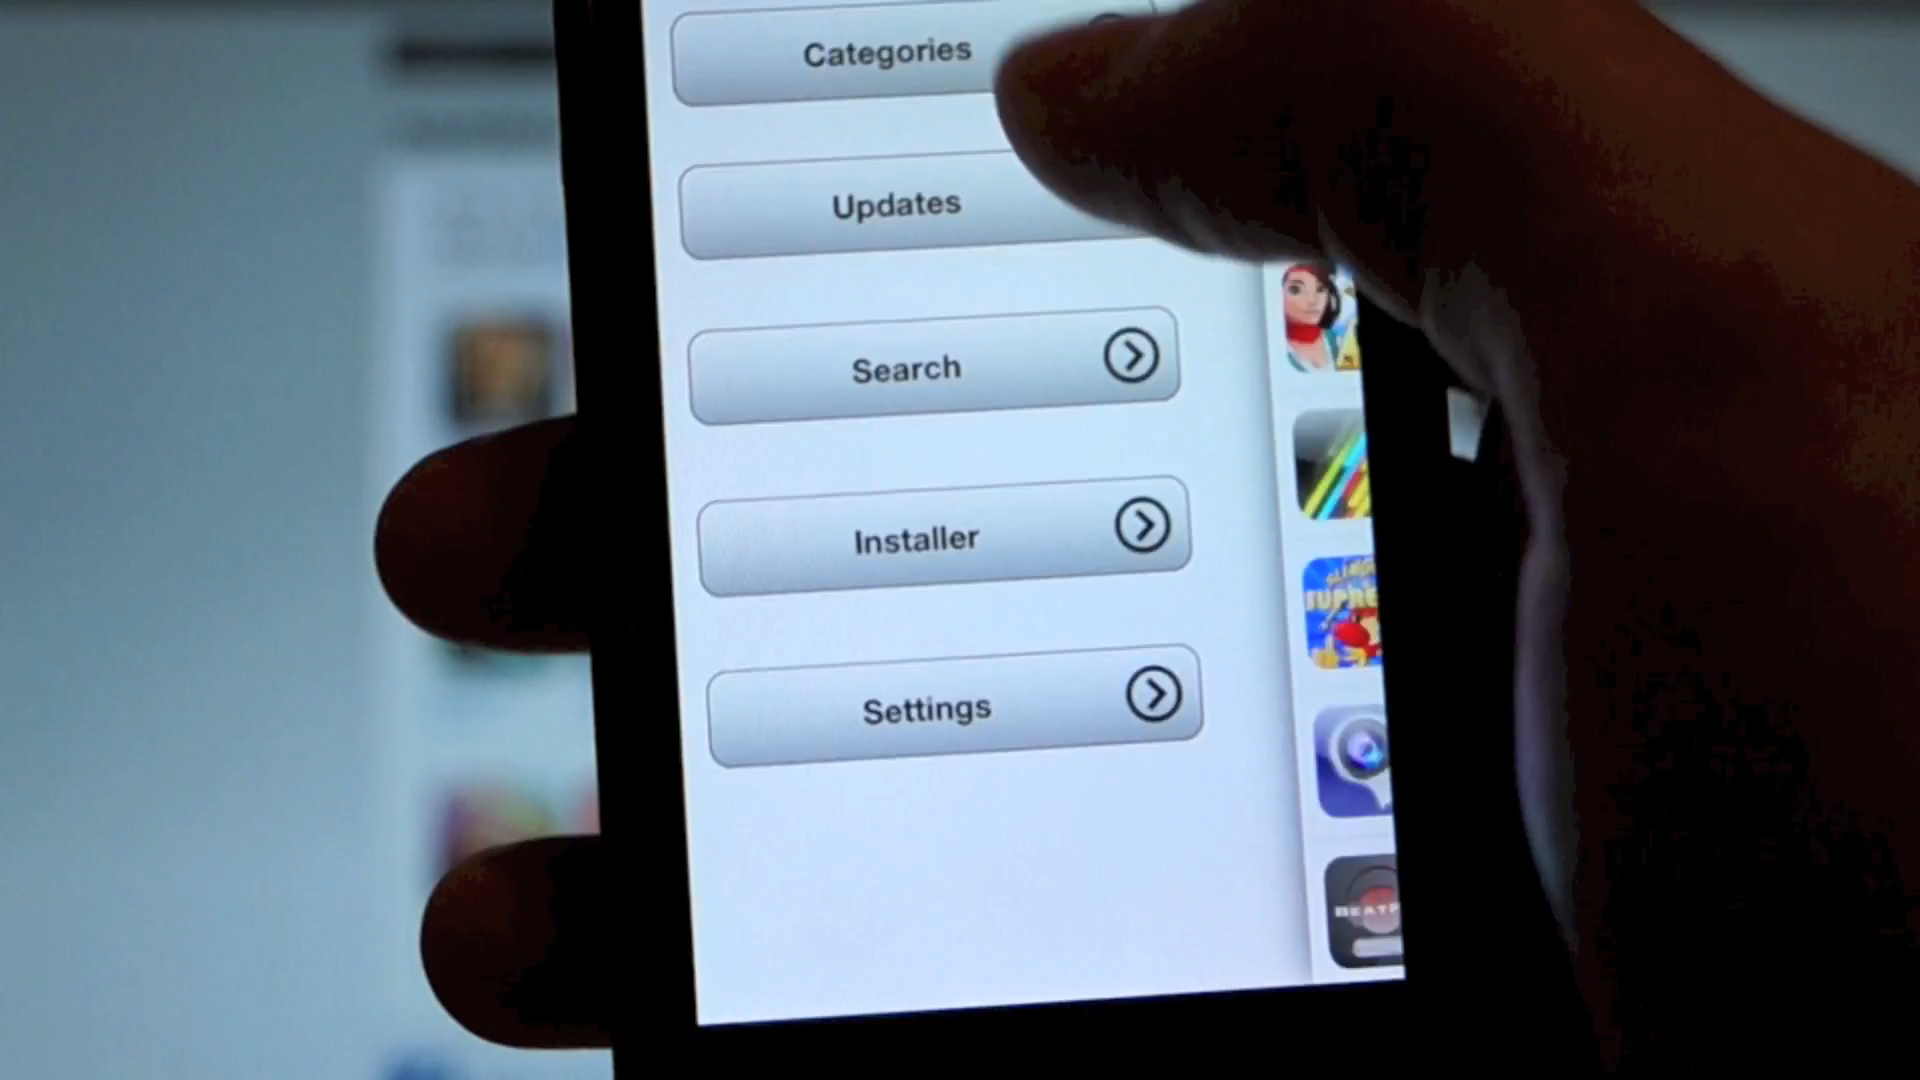 Categories
Updates
Search
Installer
Settings